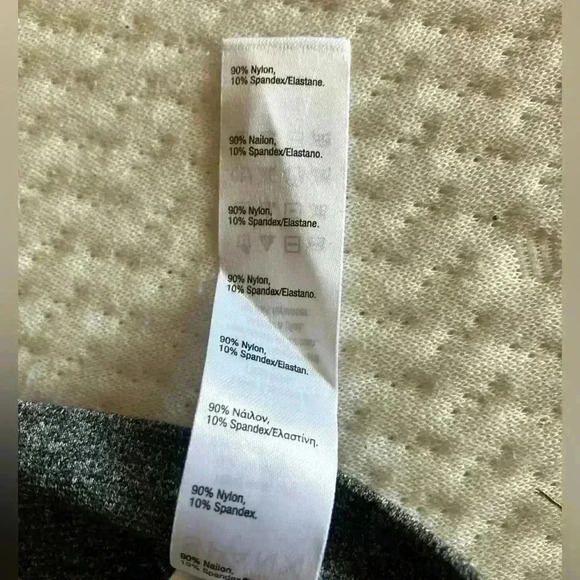 90% Nylon,
10% Spandex/Elastane.
90% Nailon,
10% Spandex/Elastano.
90% Nylon,
10% Spandex/Elastane.
90% Nylon,
10% Spandex/Elastano.
90% Nylon,
10% Spandex/Elastan.
90% Νάιλον,
10% Spandex/Ελαστίνη.
90% Nylon,
10% Spandex.
90% Nailon,